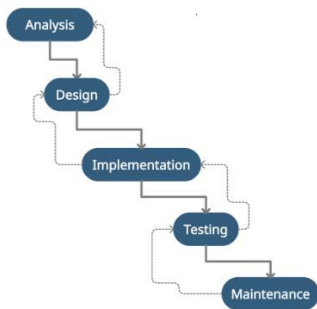 Analysis
Design
Implementation
Testing
Maintenance